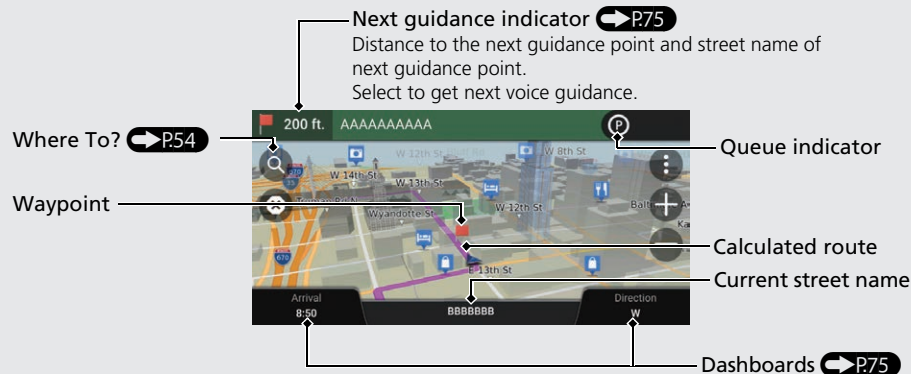 Next guidance indicator P.75
Distance to the next guidance point and street name of
next guidance point.
Select to get next voice guidance.
Where To? P.54
200 ft. AAAAAAAAAA P
Queue indicator
W 12th St
W 8th St
W 14th St
W 13th St
Waypoint
Wyandotte St
W 12th St
670
Calculated route
E 13th St
Current street name
Arrival
8:50
BBBBBBB
Direction
W
Dashboards P.75